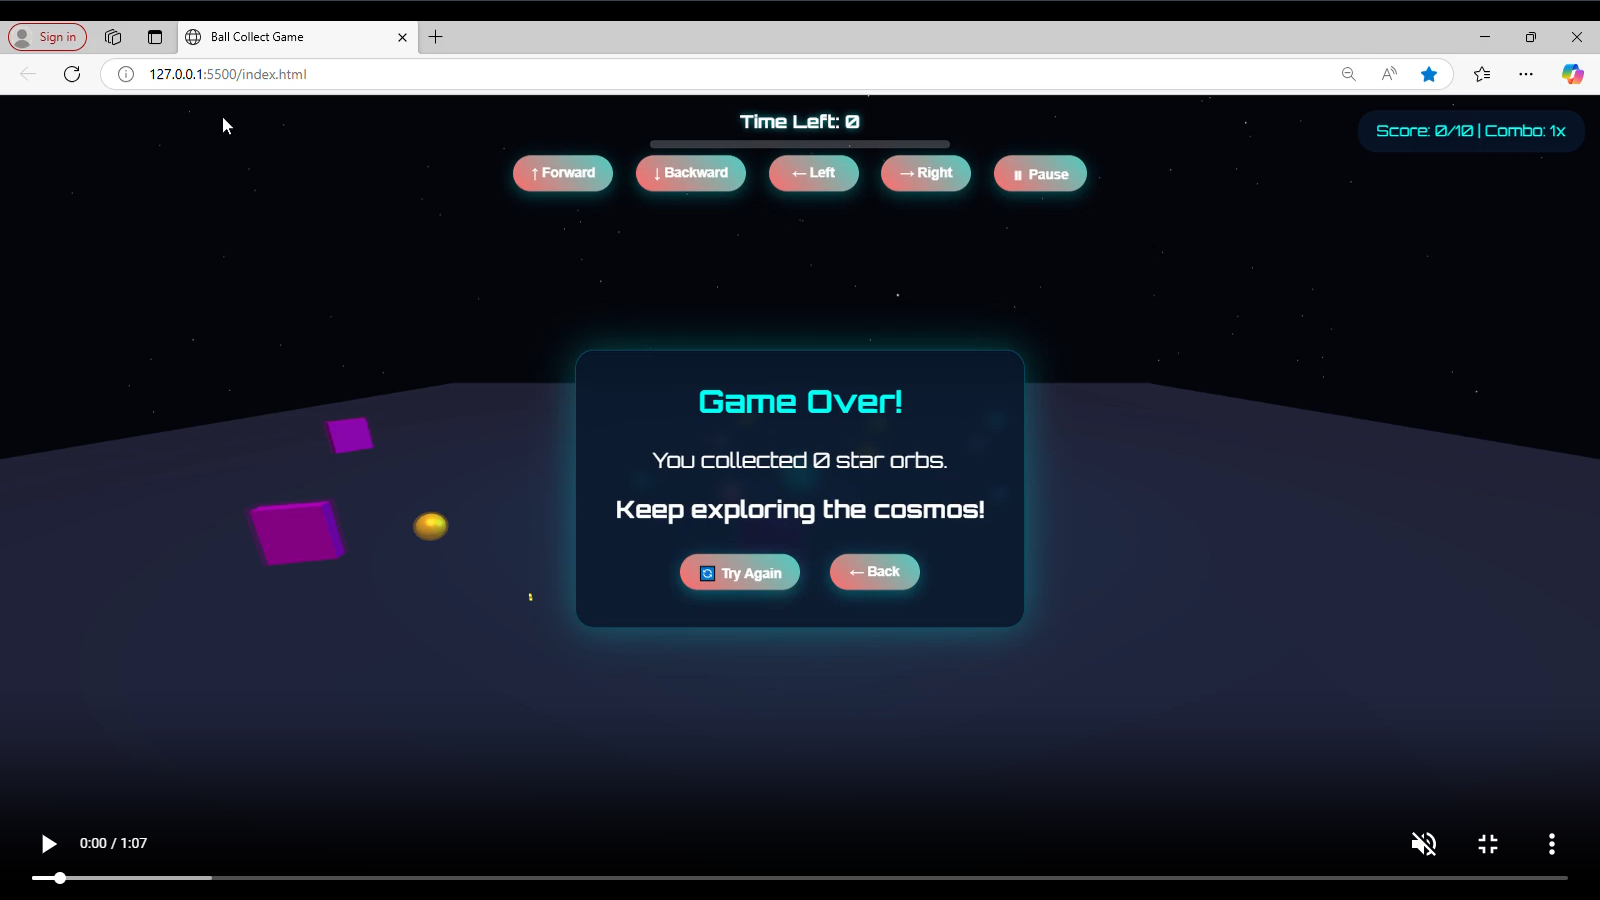 Sign in
Ball Collect Game
127.0.0.1:5500/index.html
Time Left: 0
Score: 0/10 | Combo: 1x
↑ Forward
↓ Backward
← Left
→ Right
⏸ Pause
Game Over!
You collected 0 star orbs.
Keep exploring the cosmos!
🔄 Try Again
← Back
0:00 / 1:07